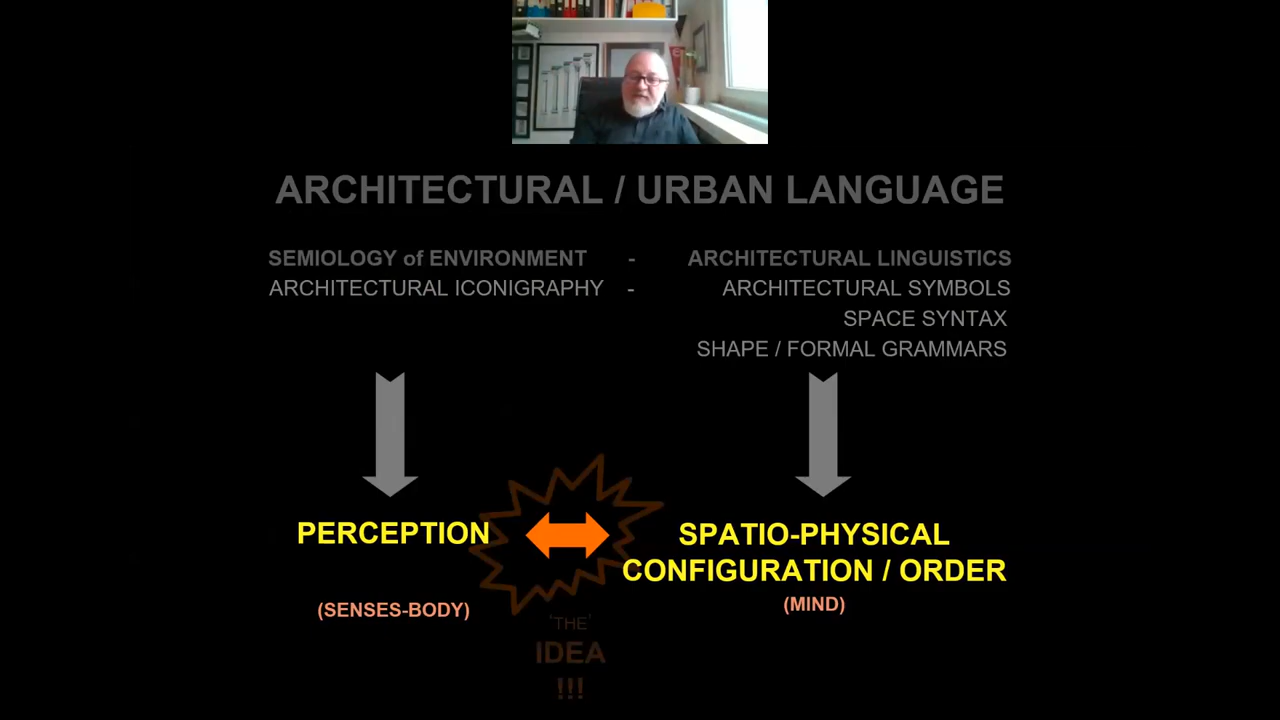 ARCHITECTURAL / URBAN LANGUAGE
SEMIOLOGY of ENVIRONMENT - ARCHITECTURAL LINGUISTICS
ARCHITECTURAL ICONIGRAPHY - ARCHITECTURAL SYMBOLS
SPACE SYNTAX
SHAPE / FORMAL GRAMMARS
PERCEPTION
SPATIO-PHYSICAL
CONFIGURATION / ORDER
(SENSES-BODY)
(MIND)
'THE'
IDEA
!!!